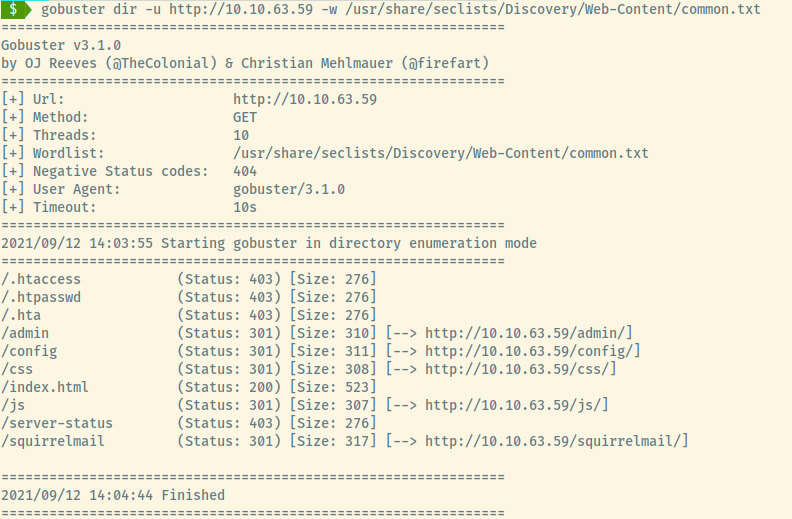 $ gobuster dir -u http://10.10.63.59 -w /usr/share/seclists/Discovery/Web-Content/common.txt
===============================================================
Gobuster v3.1.0
by OJ Reeves (@TheColonial) & Christian Mehlmauer (@firefart)
===============================================================
[+] Url:                     http://10.10.63.59
[+] Method:                  GET
[+] Threads:                 10
[+] Wordlist:                /usr/share/seclists/Discovery/Web-Content/common.txt
[+] Negative Status codes:   404
[+] User Agent:              gobuster/3.1.0
[+] Timeout:                 10s
===============================================================
2021/09/12 14:03:55 Starting gobuster in directory enumeration mode
===============================================================
/.htaccess            (Status: 403) [Size: 276]
/.htpasswd            (Status: 403) [Size: 276]
/.hta                 (Status: 403) [Size: 276]
/admin                (Status: 301) [Size: 310] [--> http://10.10.63.59/admin/]
/config               (Status: 301) [Size: 311] [--> http://10.10.63.59/config/]
/css                  (Status: 301) [Size: 308] [--> http://10.10.63.59/css/]
/index.html           (Status: 200) [Size: 523]
/js                   (Status: 301) [Size: 307] [--> http://10.10.63.59/js/]
/server-status        (Status: 403) [Size: 276]
/squirrelmail         (Status: 301) [Size: 317] [--> http://10.10.63.59/squirrelmail/]

===============================================================
2021/09/12 14:04:44 Finished
===============================================================